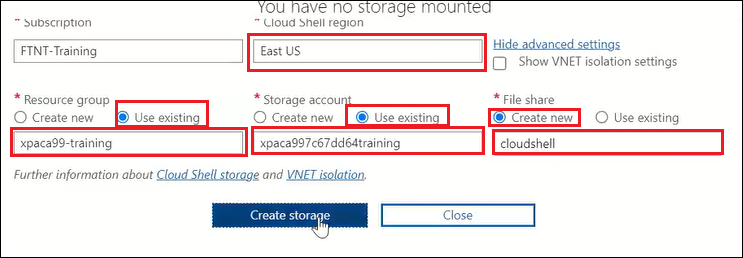 You have no storage mounted
* Subscription
* Cloud Shell region
FTNT-Training
East US
Hide advanced settings
Show VNET isolation settings
* Resource group
* Storage account
* File share
Create new
Use existing
Create new
Use existing
Create new
Use existing
xpaca99-training
xpaca997c67dd64training
cloudshell
Further information about Cloud Shell storage and VNET isolation.
Create storage
Close